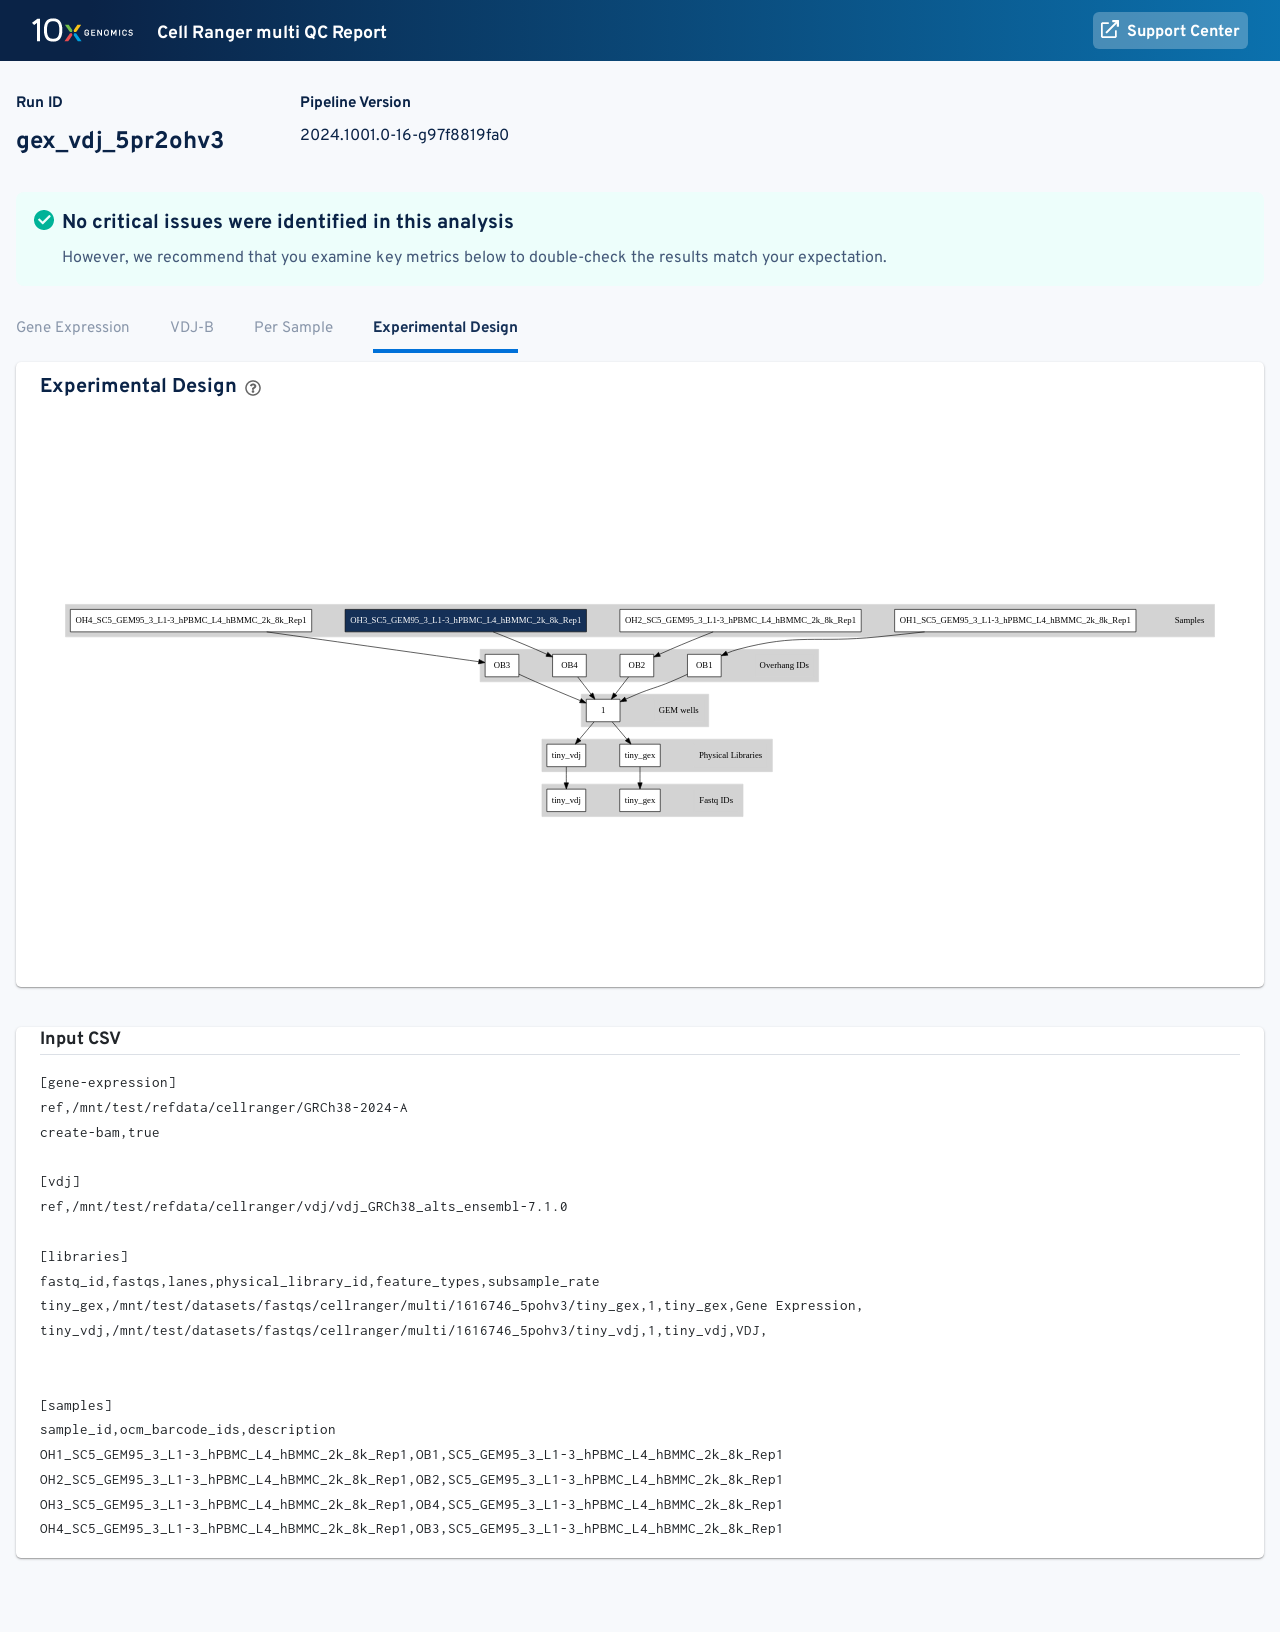 10x GENOMICS Cell Ranger multi QC Report Support Center
Run ID Pipeline Version
gex_vdj_5pr2ohv3 2024.1001.0-16-g97f8819fa0
No critical issues were identified in this analysis
However, we recommend that you examine key metrics below to double-check the results match your expectation.
Gene Expression VDJ-B Per Sample Experimental Design
Experimental Design ?
OH4_SC5_GEM95_3_L1-3_hPBMC_L4_hBMMC_2k_8k_Rep1 OH3_SC5_GEM95_3_L1-3_hPBMC_L4_hBMMC_2k_8k_Rep1 OH2_SC5_GEM95_3_L1-3_hPBMC_L4_hBMMC_2k_8k_Rep1 OH1_SC5_GEM95_3_L1-3_hPBMC_L4_hBMMC_2k_8k_Rep1 Samples
OB3 OB4 OB2 OB1 Overhang IDs
1 GEM wells
tiny_vdj tiny_gex Physical Libraries
tiny_vdj tiny_gex Fastq IDs
Input CSV
[gene-expression]
ref,/mnt/test/refdata/cellranger/GRCh38-2024-A
create-bam,true
[vdj]
ref,/mnt/test/refdata/cellranger/vdj/vdj_GRCh38_alts_ensembl-7.1.0
[libraries]
fastq_id,fastqs,lanes,physical_library_id,feature_types,subsample_rate
tiny_gex,/mnt/test/datasets/fastqs/cellranger/multi/1616746_5pohv3/tiny_gex,1,tiny_gex,Gene Expression,
tiny_vdj,/mnt/test/datasets/fastqs/cellranger/multi/1616746_5pohv3/tiny_vdj,1,tiny_vdj,VDJ,
[samples]
sample_id,ocm_barcode_ids,description
OH1_SC5_GEM95_3_L1-3_hPBMC_L4_hBMMC_2k_8k_Rep1,OB1,SC5_GEM95_3_L1-3_hPBMC_L4_hBMMC_2k_8k_Rep1
OH2_SC5_GEM95_3_L1-3_hPBMC_L4_hBMMC_2k_8k_Rep1,OB2,SC5_GEM95_3_L1-3_hPBMC_L4_hBMMC_2k_8k_Rep1
OH3_SC5_GEM95_3_L1-3_hPBMC_L4_hBMMC_2k_8k_Rep1,OB4,SC5_GEM95_3_L1-3_hPBMC_L4_hBMMC_2k_8k_Rep1
OH4_SC5_GEM95_3_L1-3_hPBMC_L4_hBMMC_2k_8k_Rep1,OB3,SC5_GEM95_3_L1-3_hPBMC_L4_hBMMC_2k_8k_Rep1